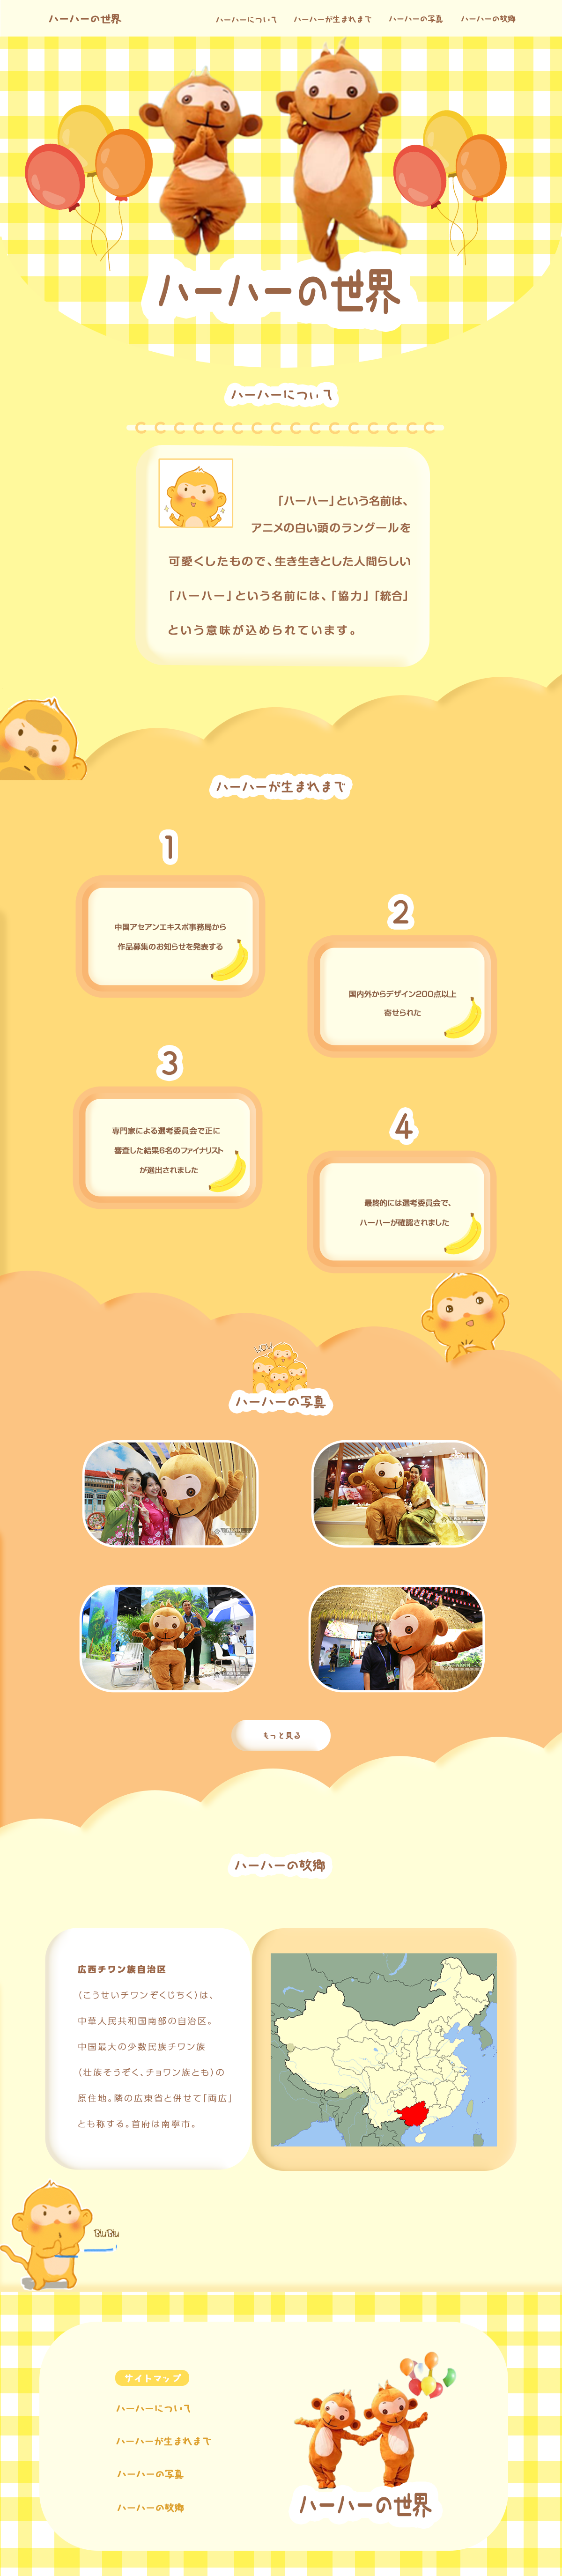 ハーハーの世界
ハーハーについて
ハーハーが生まれまで
ハーハーの写真
ハーハーの故郷
ハーハーの世界
ハーハーについて
「ハーハー」という名前は、
アニメの白い頭のラングールを
可愛くしたもので、生き生きとした人間らしい
「ハーハー」という名前には、「協力」「統合」
という意味が込められています。
ハーハーが生まれまで
1
中国アセアンエキスポ事務局から
作品募集のお知らせを発表する
2
国内外からデザイン200点以上
寄せられた
3
専門家による選考委員会で正に
審査した結果6名のファイナリスト
が選出されました
4
最終的には選考委員会で、
ハーハーが確認されました
WOW
ハーハーの写真
もっと見る
ハーハーの故郷
広西チワン族自治区
(こうせいチワンぞくじちく)は、
中華人民共和国南部の自治区。
中国最大の少数民族チワン族
(壮族そうぞく、チョワン族とも)の
原住地。隣の広東省と併せて「両広」
とも称する。首府は南寧市。
BiuBiu
サイトマップ
ハーハーについて
ハーハーが生まれまで
ハーハーの写真
ハーハーの故郷
ハーハーの世界